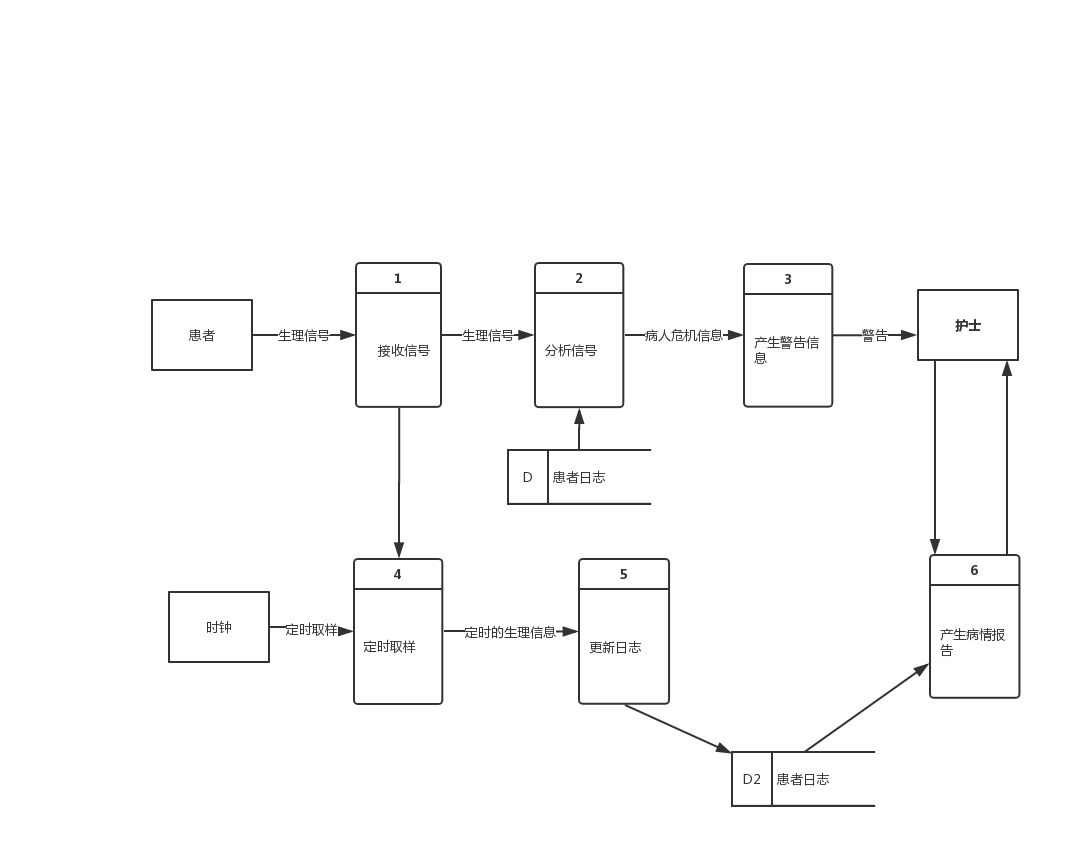 1
2
3
患者
生理信号
接收信号
生理信号
分析信号
病人危机信息
产生警告信
息
警告
护士
D
患者日志
4
5
6
时钟
定时取样
定时取样
定时的生理信息
更新日志
产生病情报
告
D2
患者日志